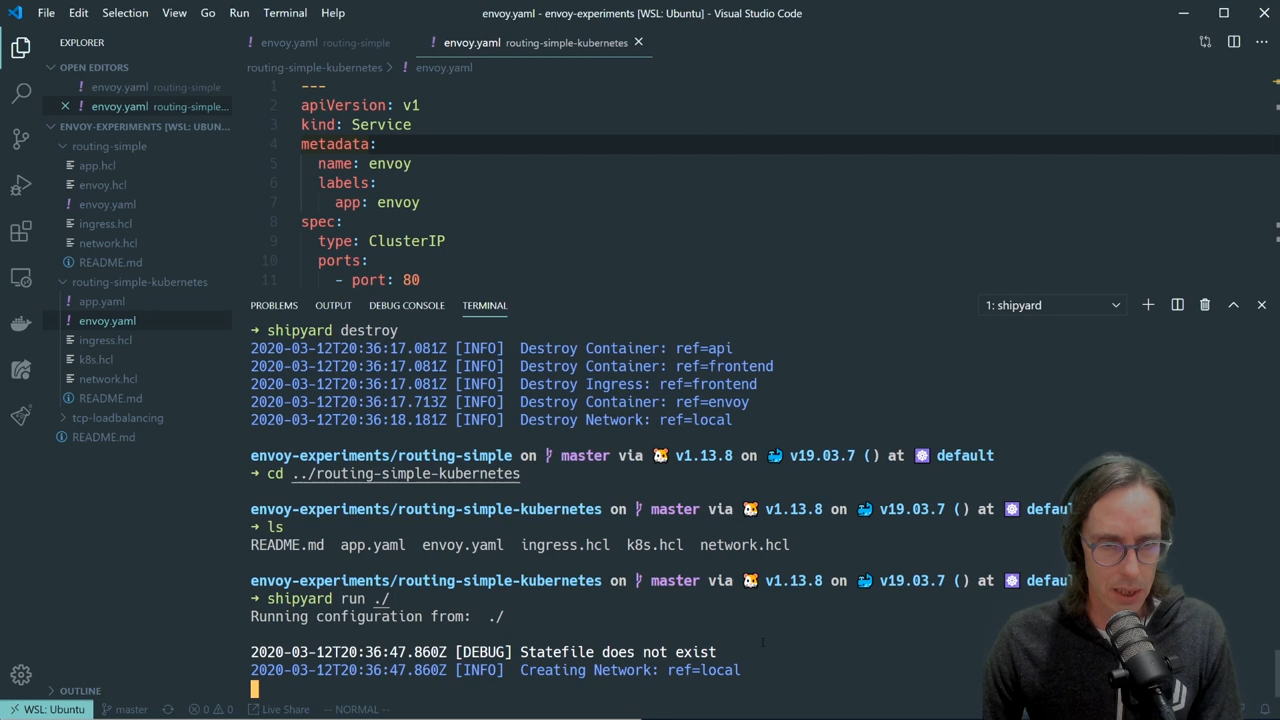 File Edit Selection View Go Run Terminal Help
envoy.yaml - envoy-experiments [WSL: Ubuntu] - Visual Studio Code
EXPLORER
OPEN EDITORS
envoy.yaml routing-simple
envoy.yaml routing-simple...
ENVOY-EXPERIMENTS [WSL: UBUN...
routing-simple
app.hcl
envoy.hcl
envoy.yaml
ingress.hcl
network.hcl
README.md
routing-simple-kubernetes
app.yaml
envoy.yaml
ingress.hcl
k8s.hcl
network.hcl
README.md
tcp-loadbalancing
README.md
OUTLINE
envoy.yaml routing-simple
envoy.yaml routing-simple-kubernetes
routing-simple-kubernetes > envoy.yaml
1 ---
2 apiVersion: v1
3 kind: Service
4 metadata:
5 name: envoy
6 labels:
7 app: envoy
8 spec:
9 type: ClusterIP
10 ports:
11 - port: 80
PROBLEMS OUTPUT DEBUG CONSOLE TERMINAL
1: shipyard
➜ shipyard destroy
2020-03-12T20:36:17.081Z [INFO] Destroy Container: ref=api
2020-03-12T20:36:17.081Z [INFO] Destroy Container: ref=frontend
2020-03-12T20:36:17.081Z [INFO] Destroy Ingress: ref=frontend
2020-03-12T20:36:17.713Z [INFO] Destroy Container: ref=envoy
2020-03-12T20:36:18.181Z [INFO] Destroy Network: ref=local
envoy-experiments/routing-simple on master via 🐹 v1.13.8 on 🐳 v19.03.7 () at ☸ default
➜ cd ../routing-simple-kubernetes
envoy-experiments/routing-simple-kubernetes on master via 🐹 v1.13.8 on 🐳 v19.03.7 () at ☸ defau
➜ ls
README.md app.yaml envoy.yaml ingress.hcl k8s.hcl network.hcl
envoy-experiments/routing-simple-kubernetes on master via 🐹 v1.13.8 on 🐳 v19.03.7 () at ☸ defau
➜ shipyard run ./
Running configuration from: ./
2020-03-12T20:36:47.860Z [DEBUG] Statefile does not exist
2020-03-12T20:36:47.860Z [INFO] Creating Network: ref=local
WSL: Ubuntu master 0 0 Live Share -- NORMAL --